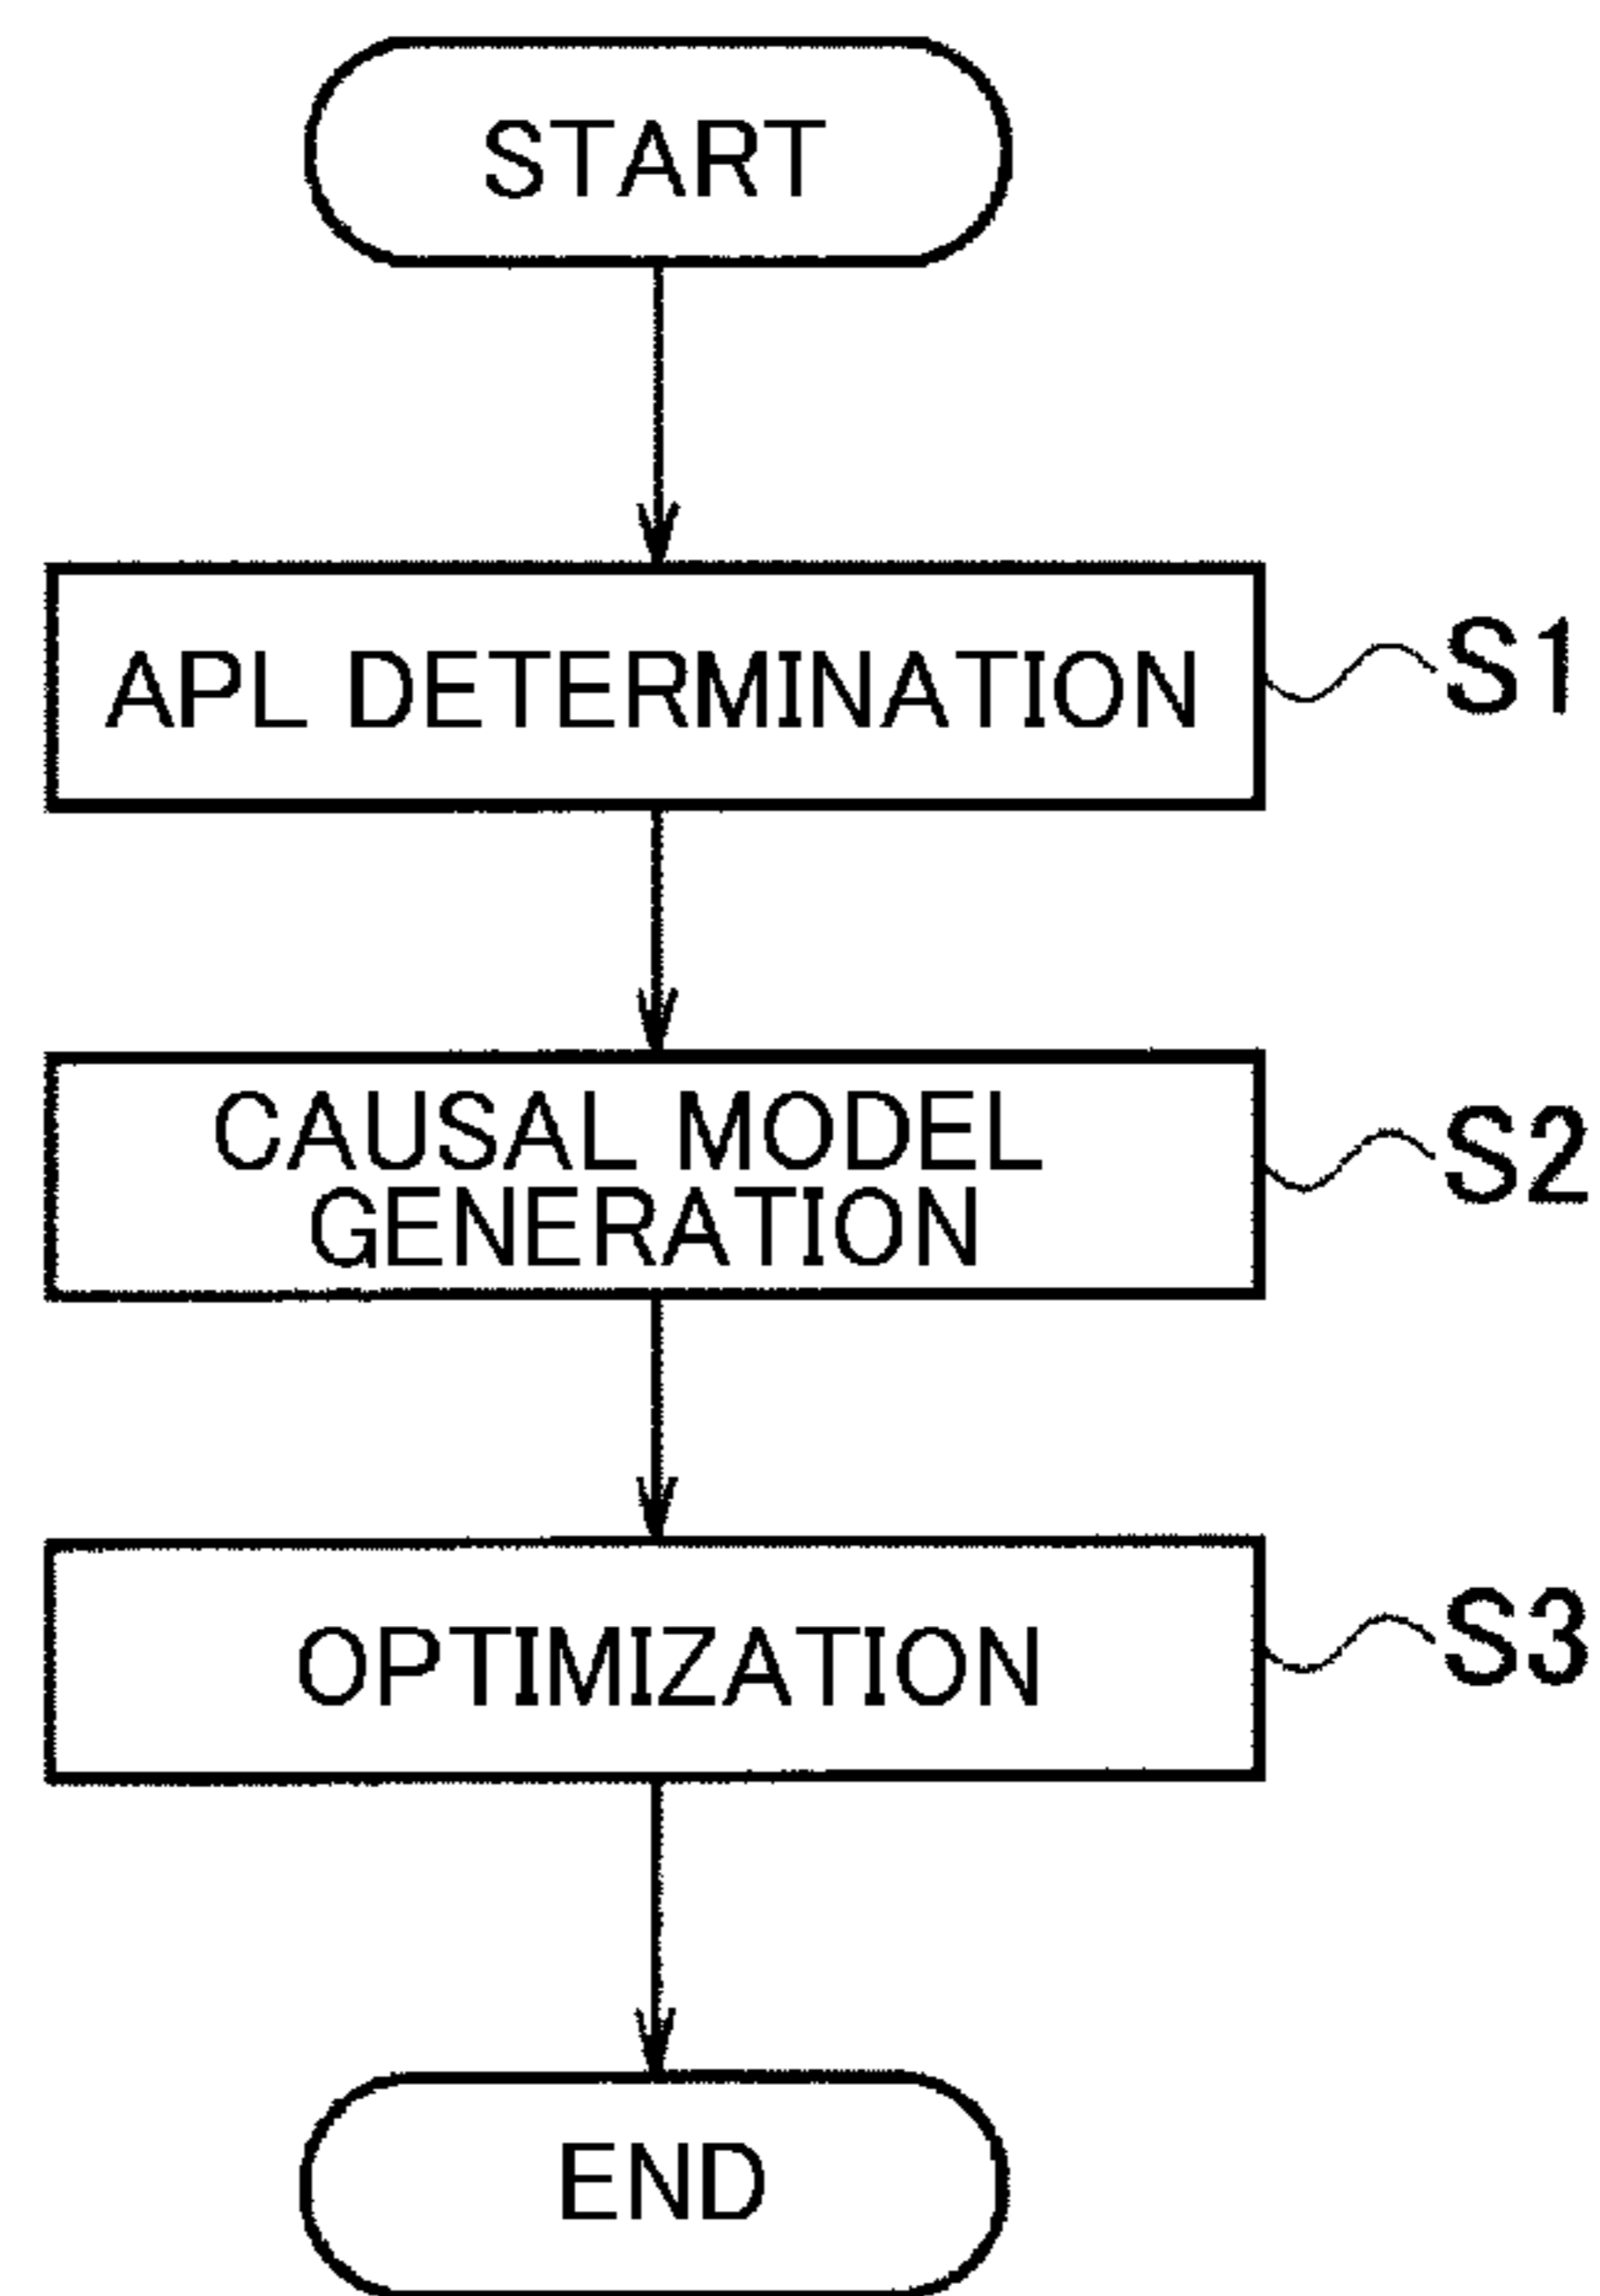 START
APL DETERMINATION
S1
CAUSAL MODEL
GENERATION
S2
OPTIMIZATION
S3
END